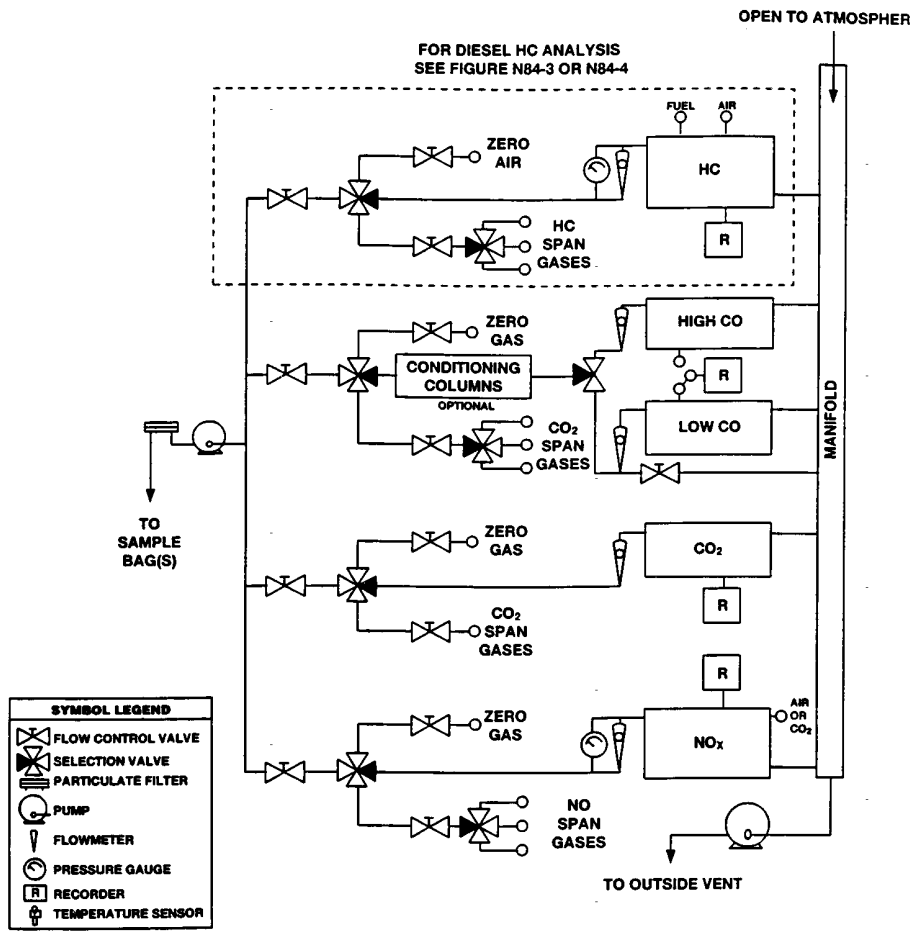 OPEN TO ATMOSPHER
FOR DIESEL HC ANALYSIS
SEE FIGURE N84-3 OR N84-4
FUEL
AIR
ZERO
AIR
HC
R
HC
SPAN
GASES
ZERO
GAS
HIGH CO
CONDITIONING
COLUMNS
OPTIONAL
R
CO₂
SPAN
GASES
LOW CO
MANIFOLD
TO
SAMPLE
BAG(S)
ZERO
GAS
CO₂
R
CO₂
SPAN
GASES
R
ZERO
GAS
AIR
OR
CO₂
NOX
NO
SPAN
GASES
TO OUTSIDE VENT
SYMBOL LEGEND
FLOW CONTROL VALVE
SELECTION VALVE
PARTICULATE FILTER
PUMP
FLOWMETER
PRESSURE GAUGE
R RECORDER
TEMPERATURE SENSOR